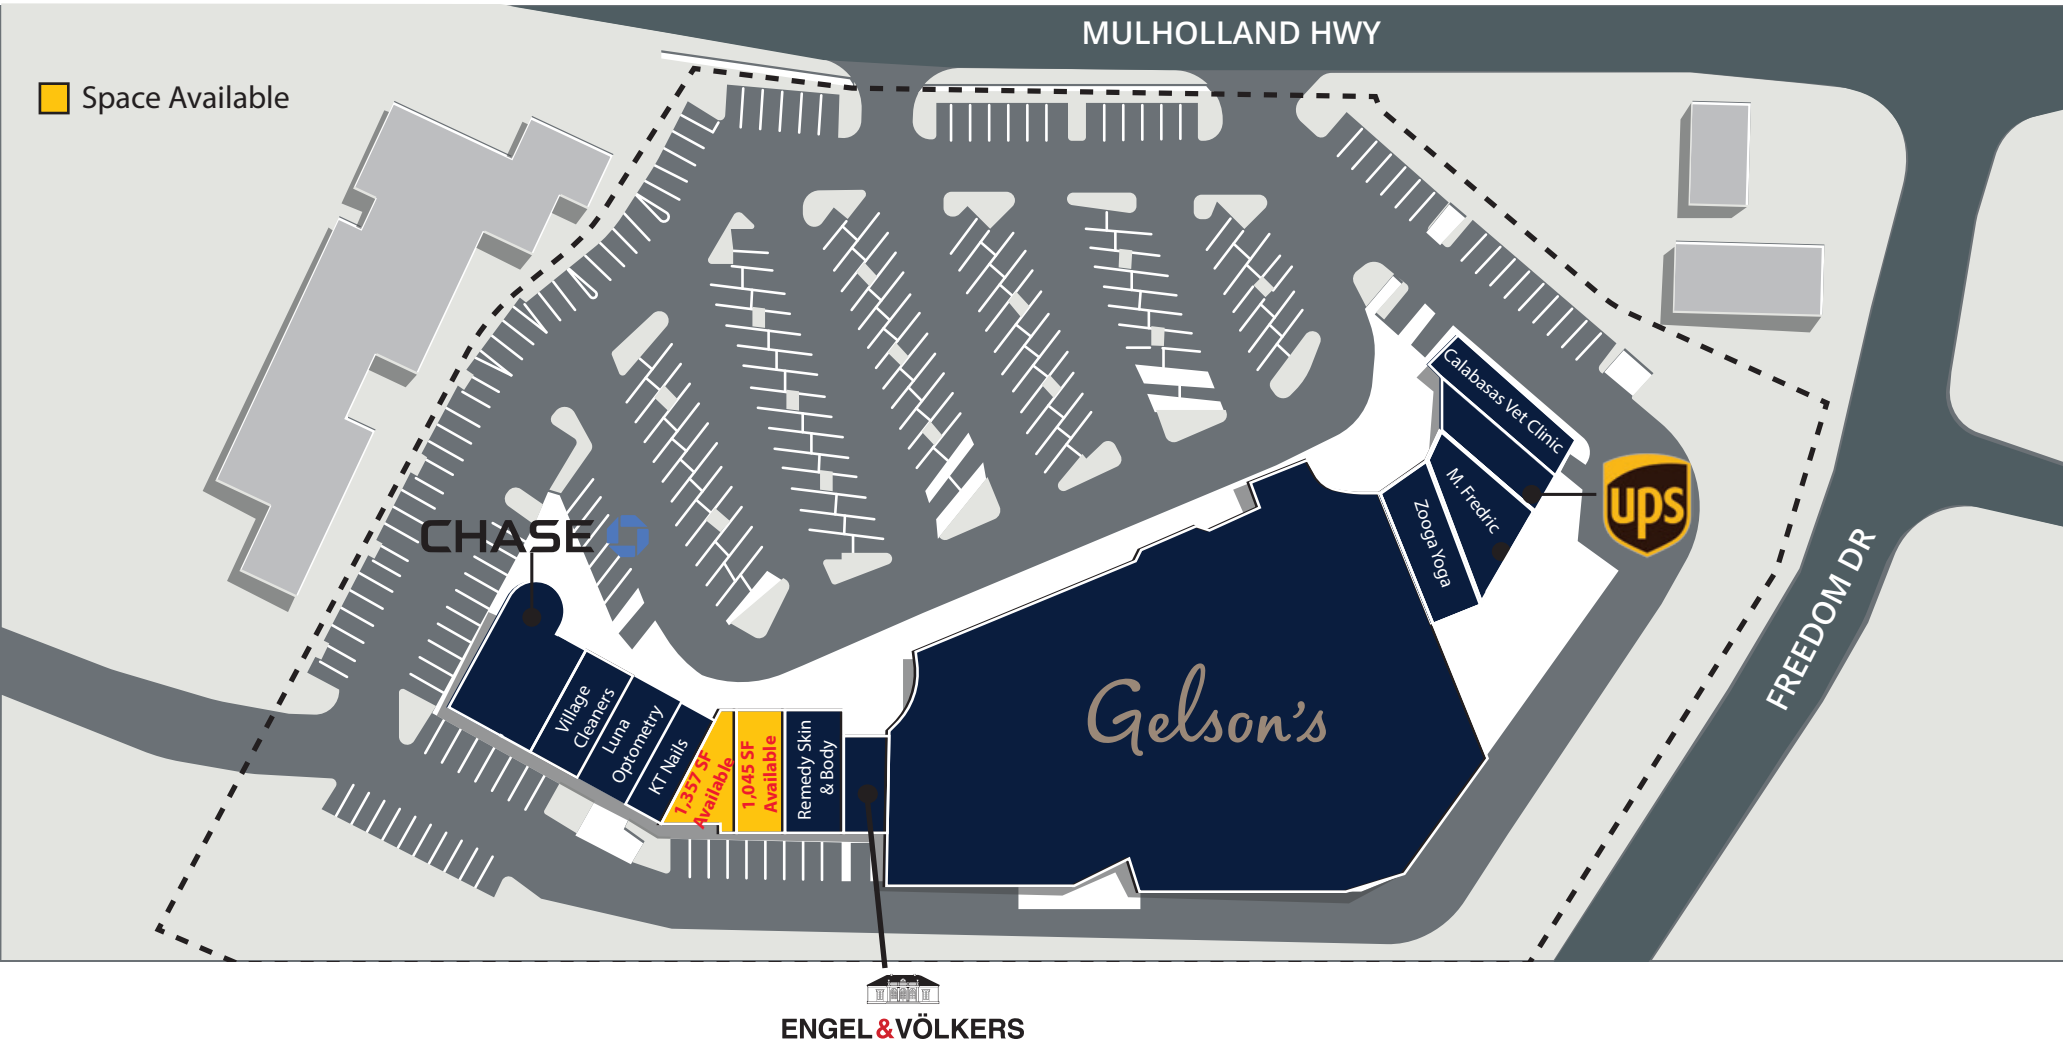 MULHOLLAND HWY
Space Available
Calabasas Vet Clinic
M. Fredric
Zooga Yoga
ups
CHASE
FREEDOM DR
Gelson's
Village
Cleaners
Luna
Optometry
KT Nails
1,357 SF
Available
1,045 SF
Available
Remedy Skin
& Body
ENGEL&VÖLKERS